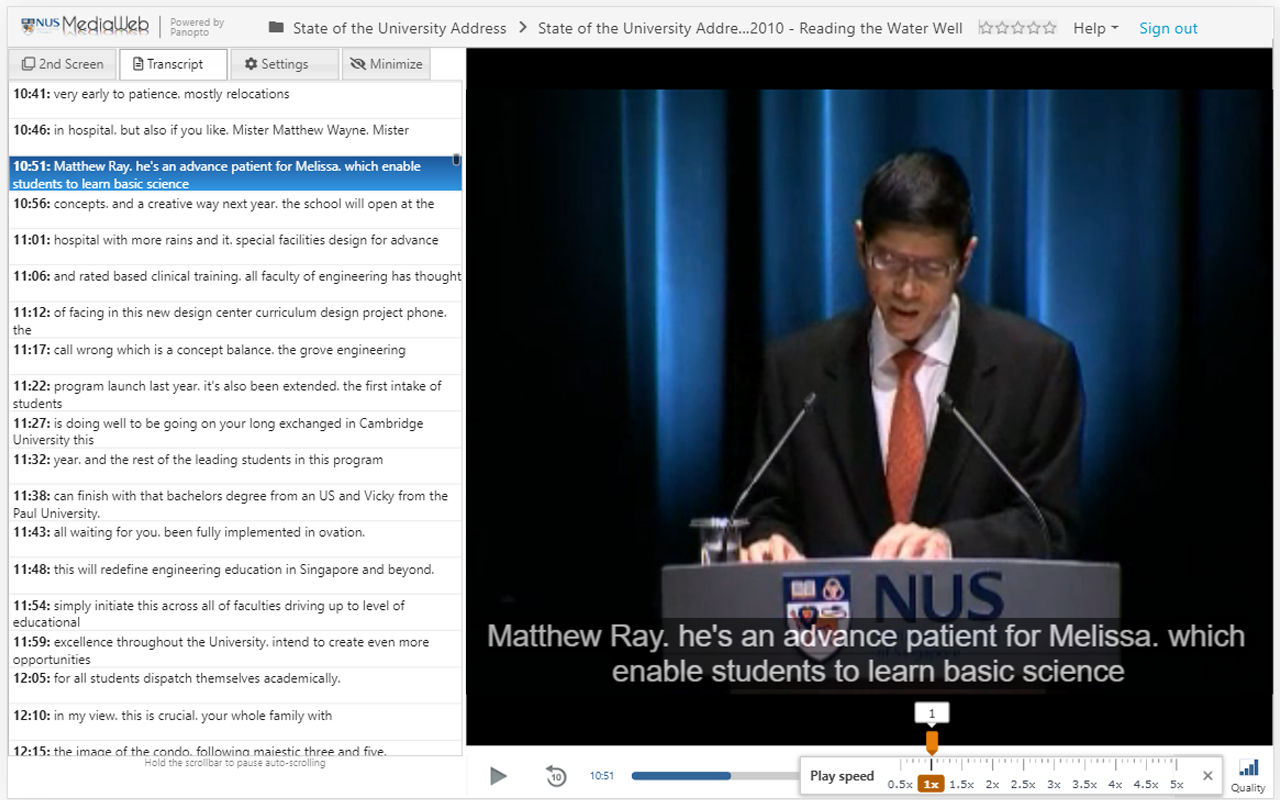 NUS MediaWeb
Powered by
Panopto
State of the University Address > State of the University Addre...2010 - Reading the Water Well
Help
Sign out
2nd Screen
Transcript
Settings
Minimize
10:41: very early to patience. mostly relocations
10:46: in hospital. but also if you like. Mister Matthew Wayne. Mister
10:51: Matthew Ray. he's an advance patient for Melissa. which enable
students to learn basic science
10:56: concepts. and a creative way next year. the school will open at the
11:01: hospital with more rains and it. special facilities design for advance
11:06: and rated based clinical training. all faculty of engineering has thought
11:12: of facing in this new design center curriculum design project phone.
the
11:17: call wrong which is a concept balance. the grove engineering
11:22: program launch last year. it's also been extended. the first intake of
students
11:27: is doing well to be going on your long exchanged in Cambridge
University this
11:32: year. and the rest of the leading students in this program
11:38: can finish with that bachelors degree from an US and Vicky from the
Paul University.
11:43: all waiting for you. been fully implemented in ovation.
11:48: this will redefine engineering education in Singapore and beyond.
11:54: simply initiate this across all of faculties driving up to level of
educational
11:59: excellence throughout the University. intend to create even more
opportunities
12:05: for all students dispatch themselves academically.
12:10: in my view. this is crucial. your whole family with
12:15: the image of the condo. following majestic three and five.
Hold the scrollbar to pause auto-scrolling
NUS
Matthew Ray. he's an advance patient for Melissa. which
enable students to learn basic science
1
10
10:51
Play speed
0.5x 1x 1.5x 2x 2.5x 3x 3.5x 4x 4.5x 5x
×
Quality